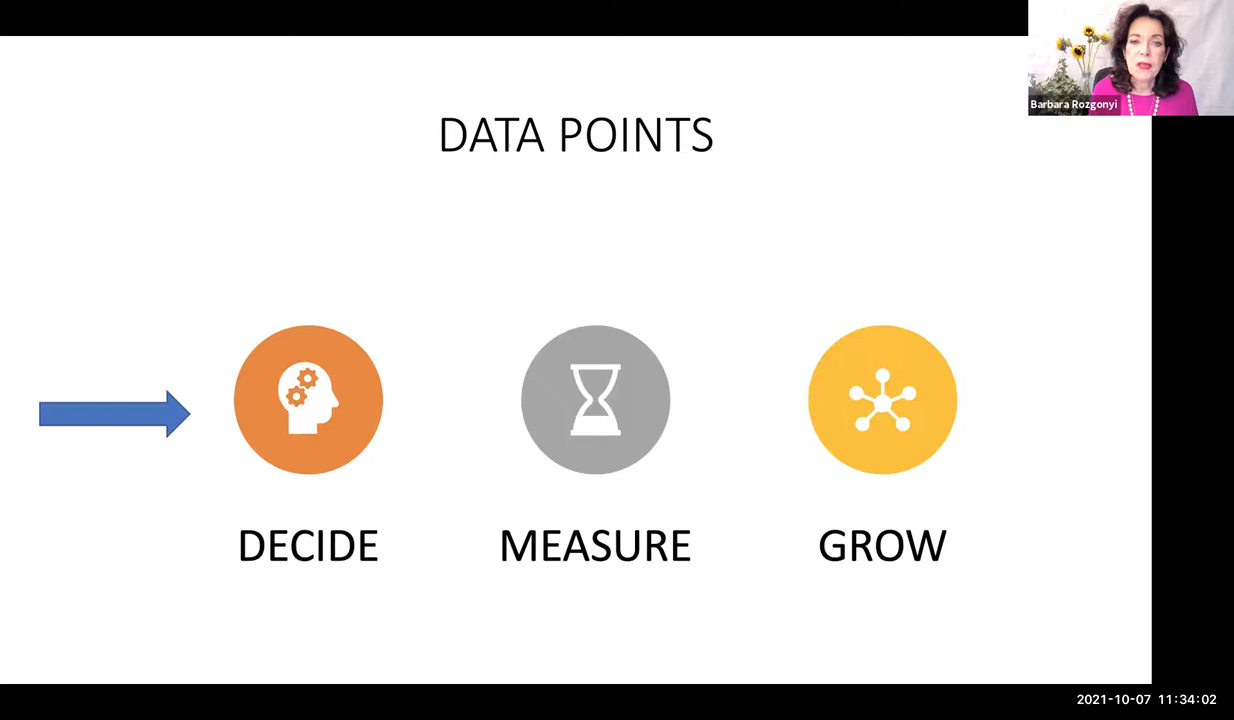 Barbara Rozgonyi
DATA POINTS
DECIDE
MEASURE
GROW
2021-10-07 11:34:02